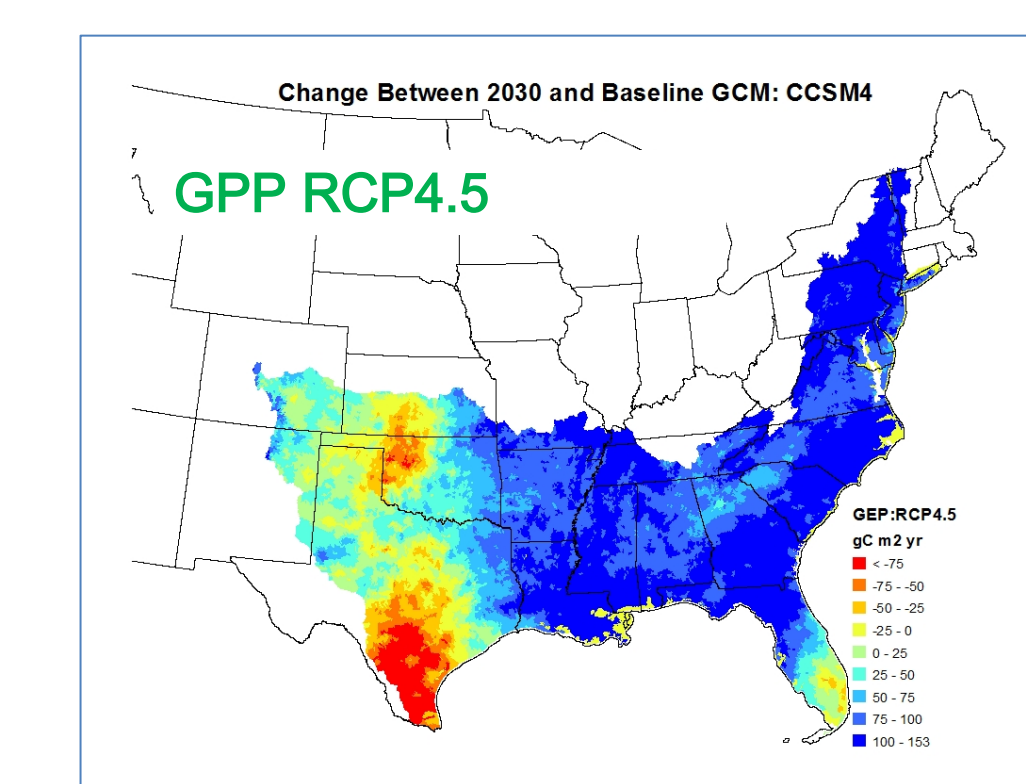 Change Between 2030 and Baseline GCM: CCSM4
GPP RCP4.5
GEP:RCP4.5
gC m2 yr
< -75
-75 - -50
-50 - -25
-25 - 0
0 - 25
25 - 50
50 - 75
75 - 100
100 - 153